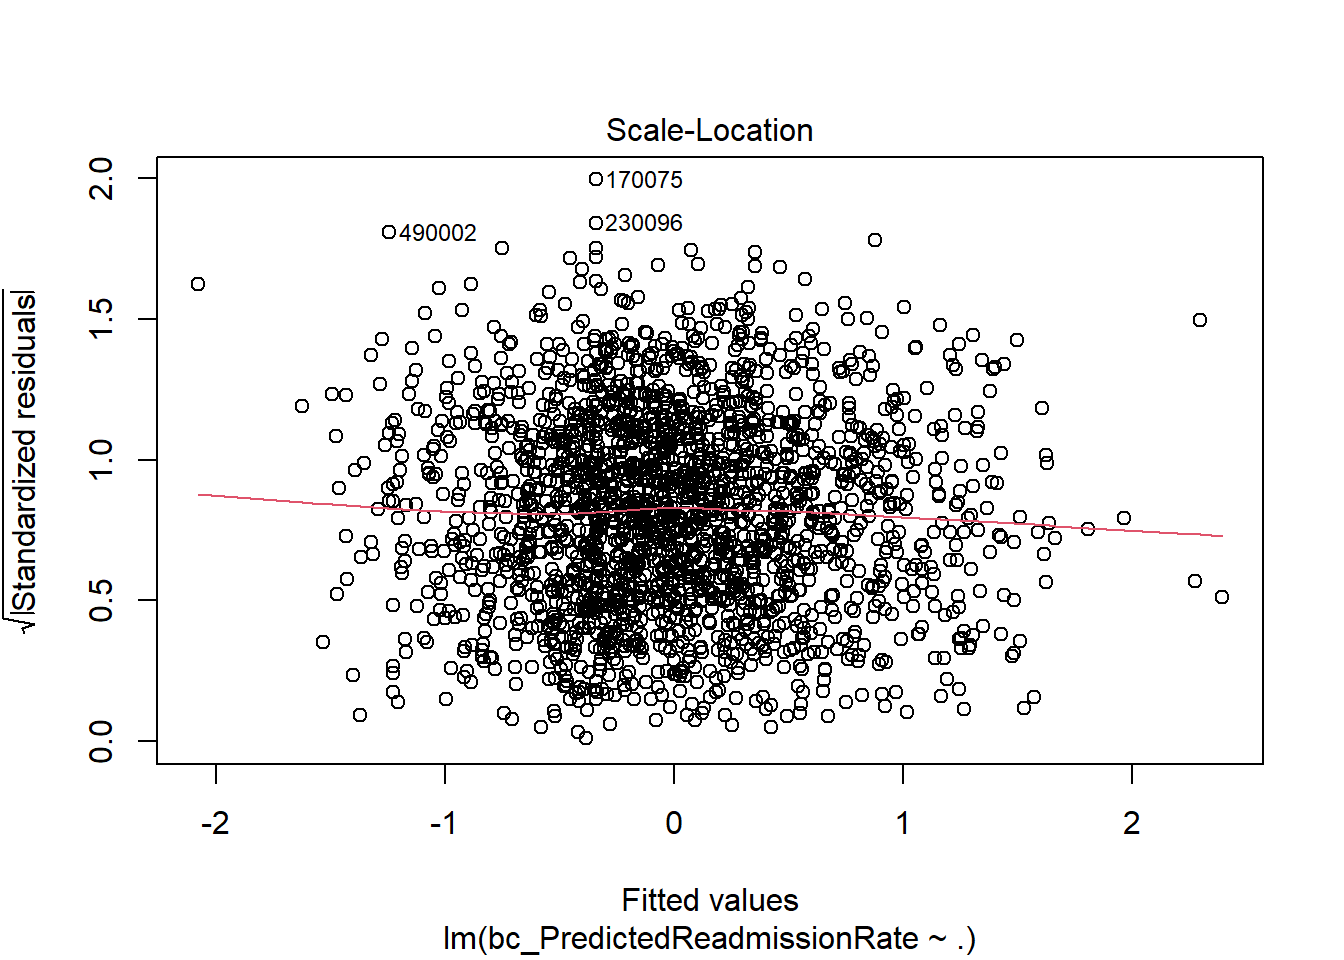 Scale-Location
√|Standardized residuals|
2.0
1.5
1.0
0.5
0.0
170075
230096
490002
-2 -1 0 1 2
Fitted values
lm(bc_PredictedReadmissionRate ~ .)